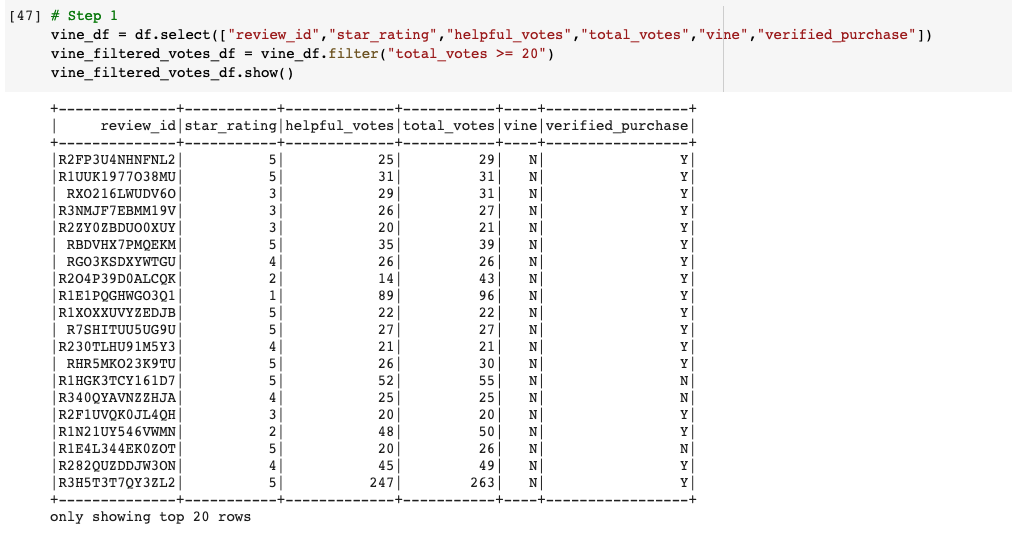 [47] # Step 1
vine_df = df.select(["review_id","star_rating","helpful_votes","total_votes","vine","verified_purchase"])
vine_filtered_votes_df = vine_df.filter("total_votes >= 20")
vine_filtered_votes_df.show()
+--------------+-----------+-------------+-----------+----+-----------------+
|     review_id|star_rating|helpful_votes|total_votes|vine|verified_purchase|
+--------------+-----------+-------------+-----------+----+-----------------+
|R2FP3U4NHNFNL2|          5|           25|         29|   N|                Y|
|R1UUK1977O38MU|          5|           31|         31|   N|                Y|
| RXO216LWUDV6O|          3|           29|         31|   N|                Y|
|R3NMJF7EBMM19V|          3|           26|         27|   N|                Y|
|R2ZY0ZBDUO0XUY|          3|           20|         21|   N|                Y|
| RBDVHX7PMQEKM|          5|           35|         39|   N|                Y|
| RGO3KSDXYWTGU|          4|           26|         26|   N|                Y|
|R2O4P39D0ALCQK|          2|           14|         43|   N|                Y|
|R1E1PQGHWGO3Q1|          1|           89|         96|   N|                Y|
|R1XOXXUVYZEDJB|          5|           22|         22|   N|                Y|
| R7SHITUU5UG9U|          5|           27|         27|   N|                Y|
|R230TLHU91M5Y3|          4|           21|         21|   N|                Y|
| RHR5MKO23K9TU|          5|           26|         30|   N|                Y|
|R1HGK3TCY161D7|          5|           52|         55|   N|                N|
|R340QYAVNZZHJA|          4|           25|         25|   N|                N|
|R2F1UVQK0JL4QH|          3|           20|         20|   N|                Y|
|R1N21UY546VWMN|          2|           48|         50|   N|                Y|
|R1E4L344EK0ZOT|          5|           20|         26|   N|                N|
|R282QUZDDJW3ON|          4|           45|         49|   N|                Y|
|R3H5T3T7QY3ZL2|          5|          247|        263|   N|                Y|
+--------------+-----------+-------------+-----------+----+-----------------+
only showing top 20 rows